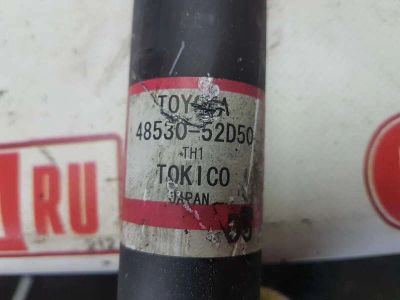 TOYOTA
48530-52D50
TH1
TOKICO
JAPAN
RU